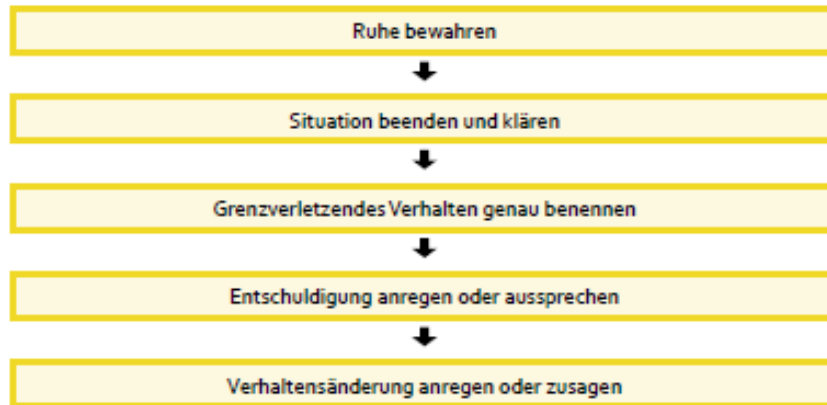 Ruhe bewahren
Situation beenden und klären
Grenzverletzendes Verhalten genau benennen
Entschuldigung anregen oder aussprechen
Verhaltensänderung anregen oder zusagen